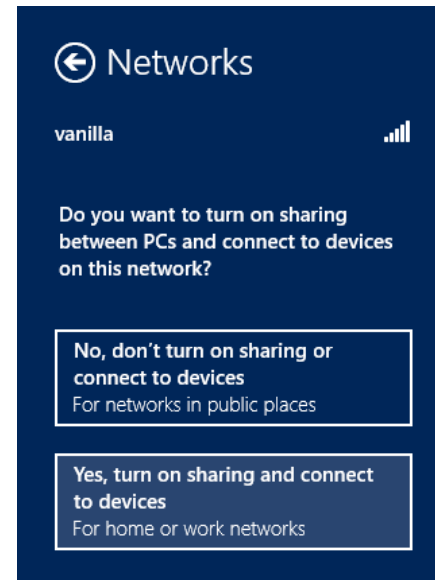 Networks
vanilla
Do you want to turn on sharing
between PCs and connect to devices
on this network?
No, don't turn on sharing or
connect to devices
For networks in public places
Yes, turn on sharing and connect
to devices
For home or work networks